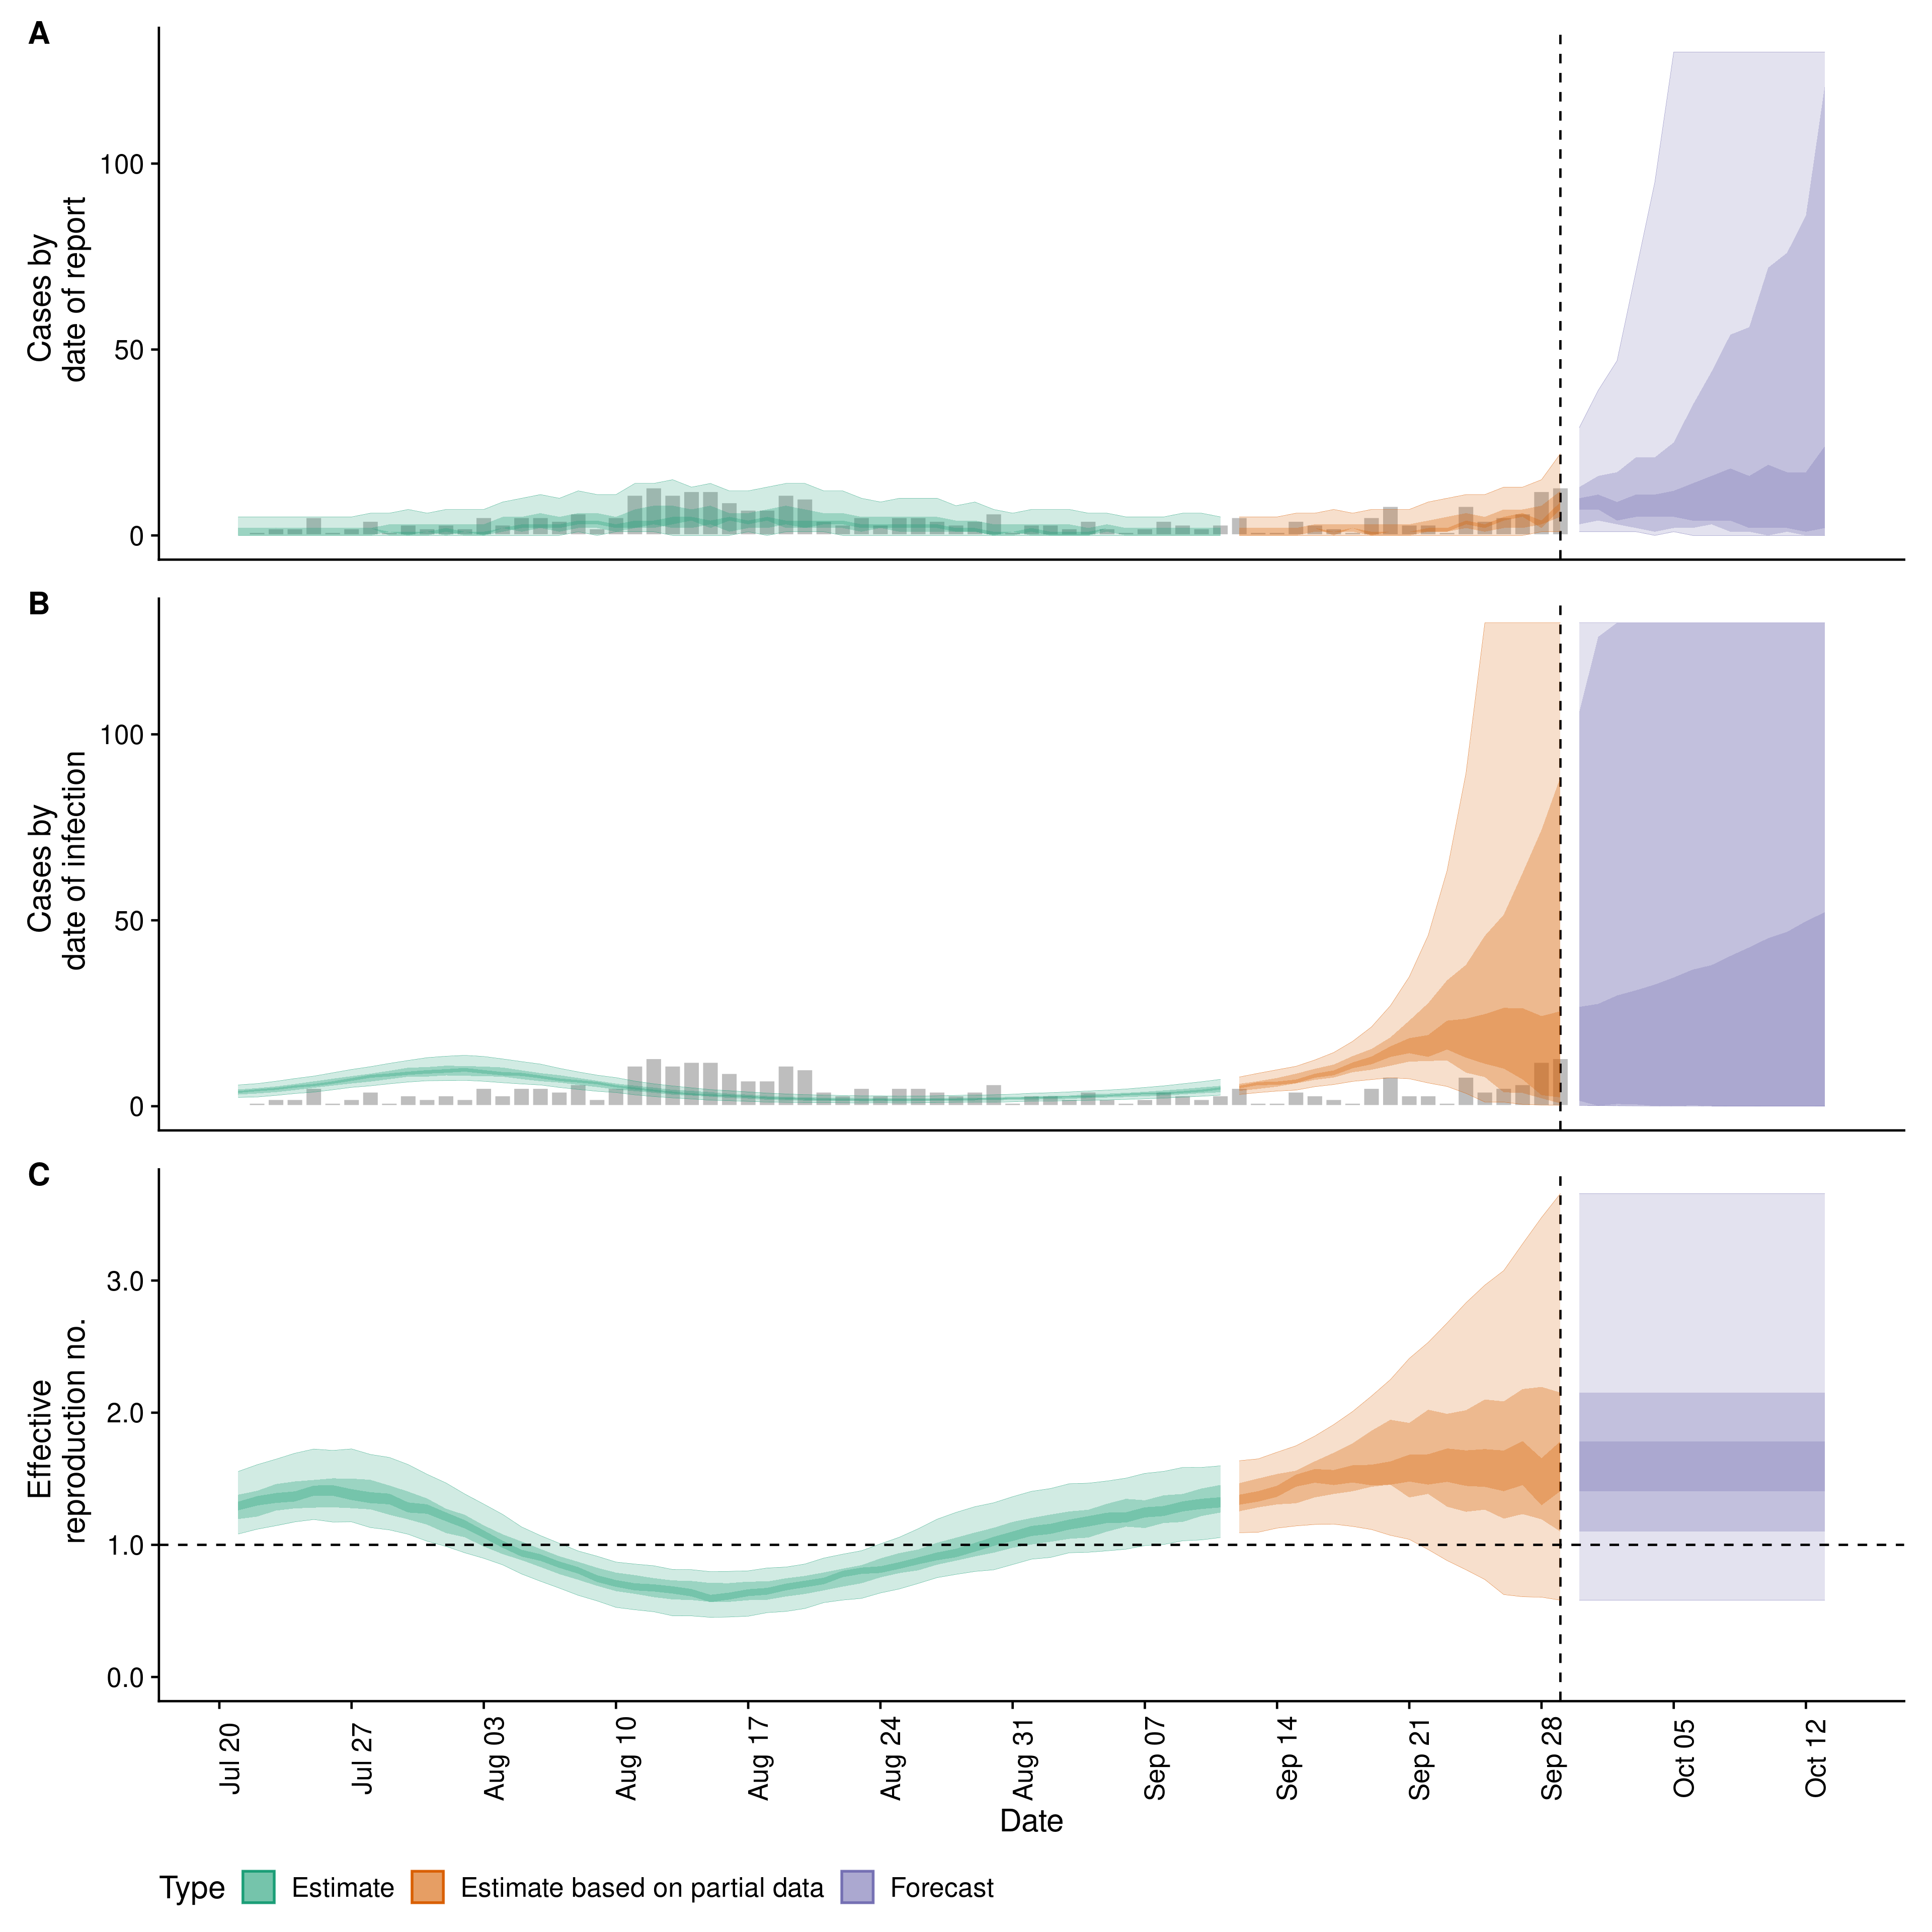 A
Cases by
date of report
100
50
0
B
Cases by
date of infection
100
50
0
C
Effective
reproduction no.
3.0
2.0
1.0
0.0
Jul 20
Jul 27
Aug 03
Aug 10
Aug 17
Aug 24
Aug 31
Sep 07
Sep 14
Sep 21
Sep 28
Oct 05
Oct 12
Date
Type Estimate Estimate based on partial data Forecast